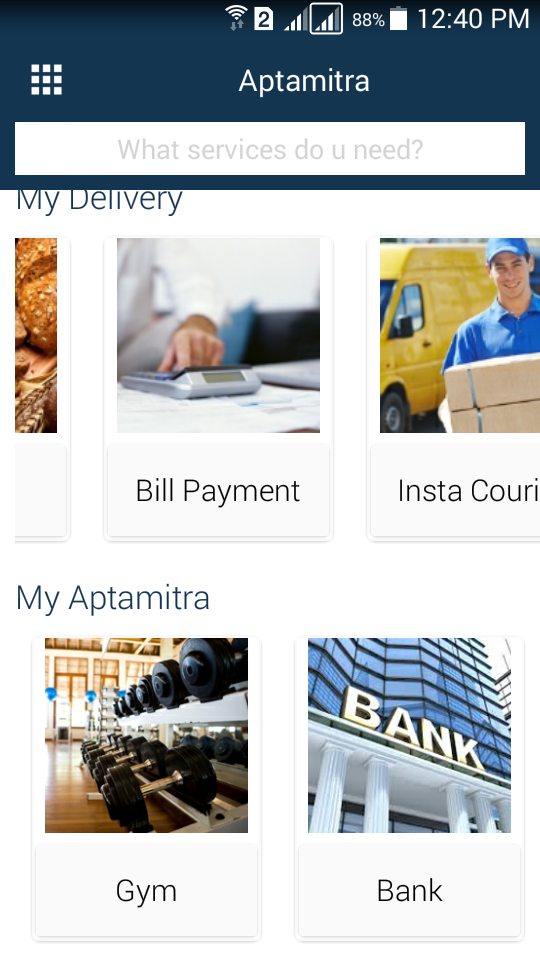 2 88% 12:40 PM
Aptamitra
What services do u need?
My Delivery
Bill Payment
Insta Couri
My Aptamitra
BANK
Gym
Bank